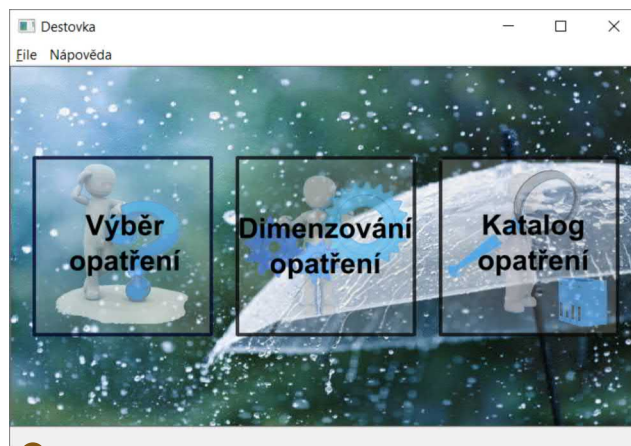 Destovka
File Nápověda
Výběr
opatření
Dimenzování
opatření
Katalog
opatření